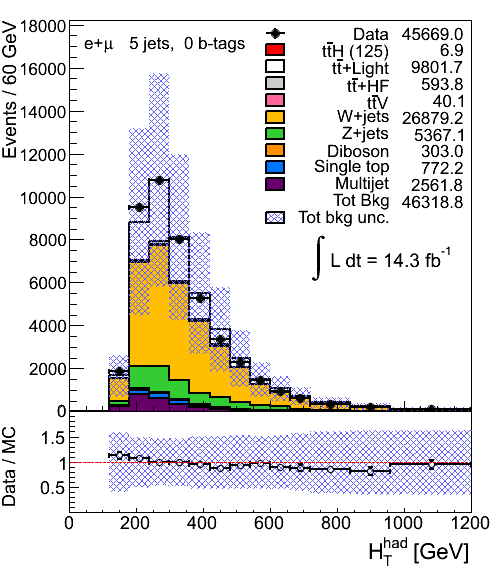 e+μ 5 jets, 0 b-tags
Data 45669.0
tt̄H (125) 6.9
tt̄+Light 9801.7
tt̄+HF 593.8
tt̄V 40.1
W+jets 26879.2
Z+jets 5367.1
Diboson 303.0
Single top 772.2
Multijet 2561.8
Tot Bkg 46318.8
Tot bkg unc.
∫ L dt = 14.3 fb⁻¹
Events / 60 GeV
18000
16000
14000
12000
10000
8000
6000
4000
2000
0
Data / MC
1.5
1
0.5
0 200 400 600 800 1000 1200
H_T^had [GeV]